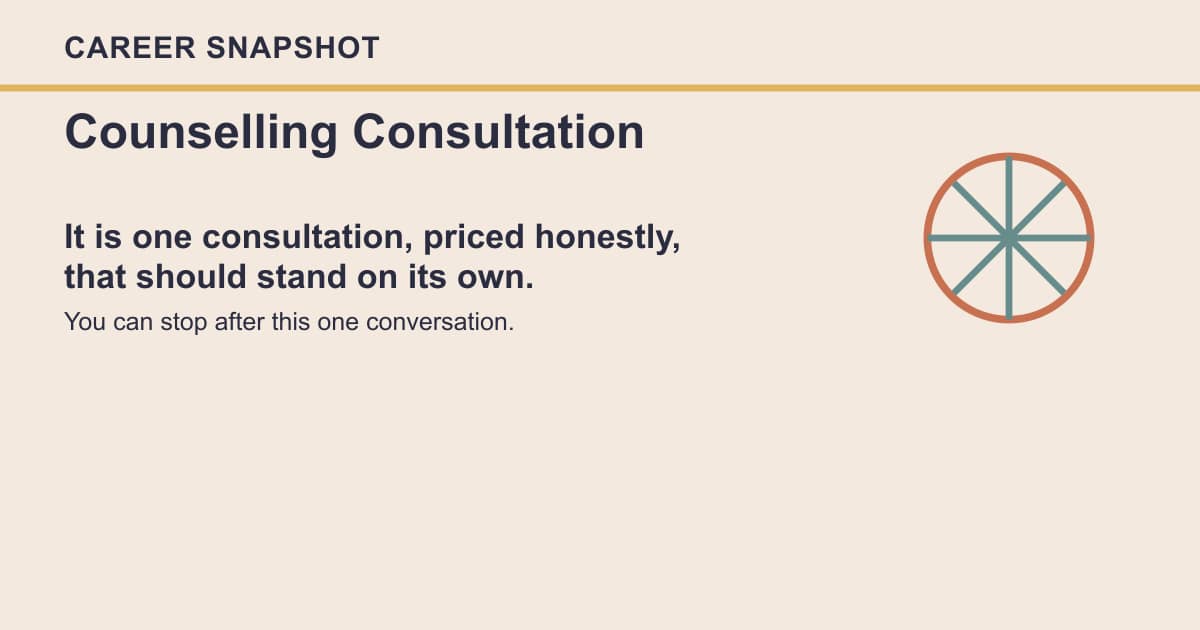 CAREER SNAPSHOT
Counselling Consultation
It is one consultation, priced honestly,
that should stand on its own.
You can stop after this one conversation.